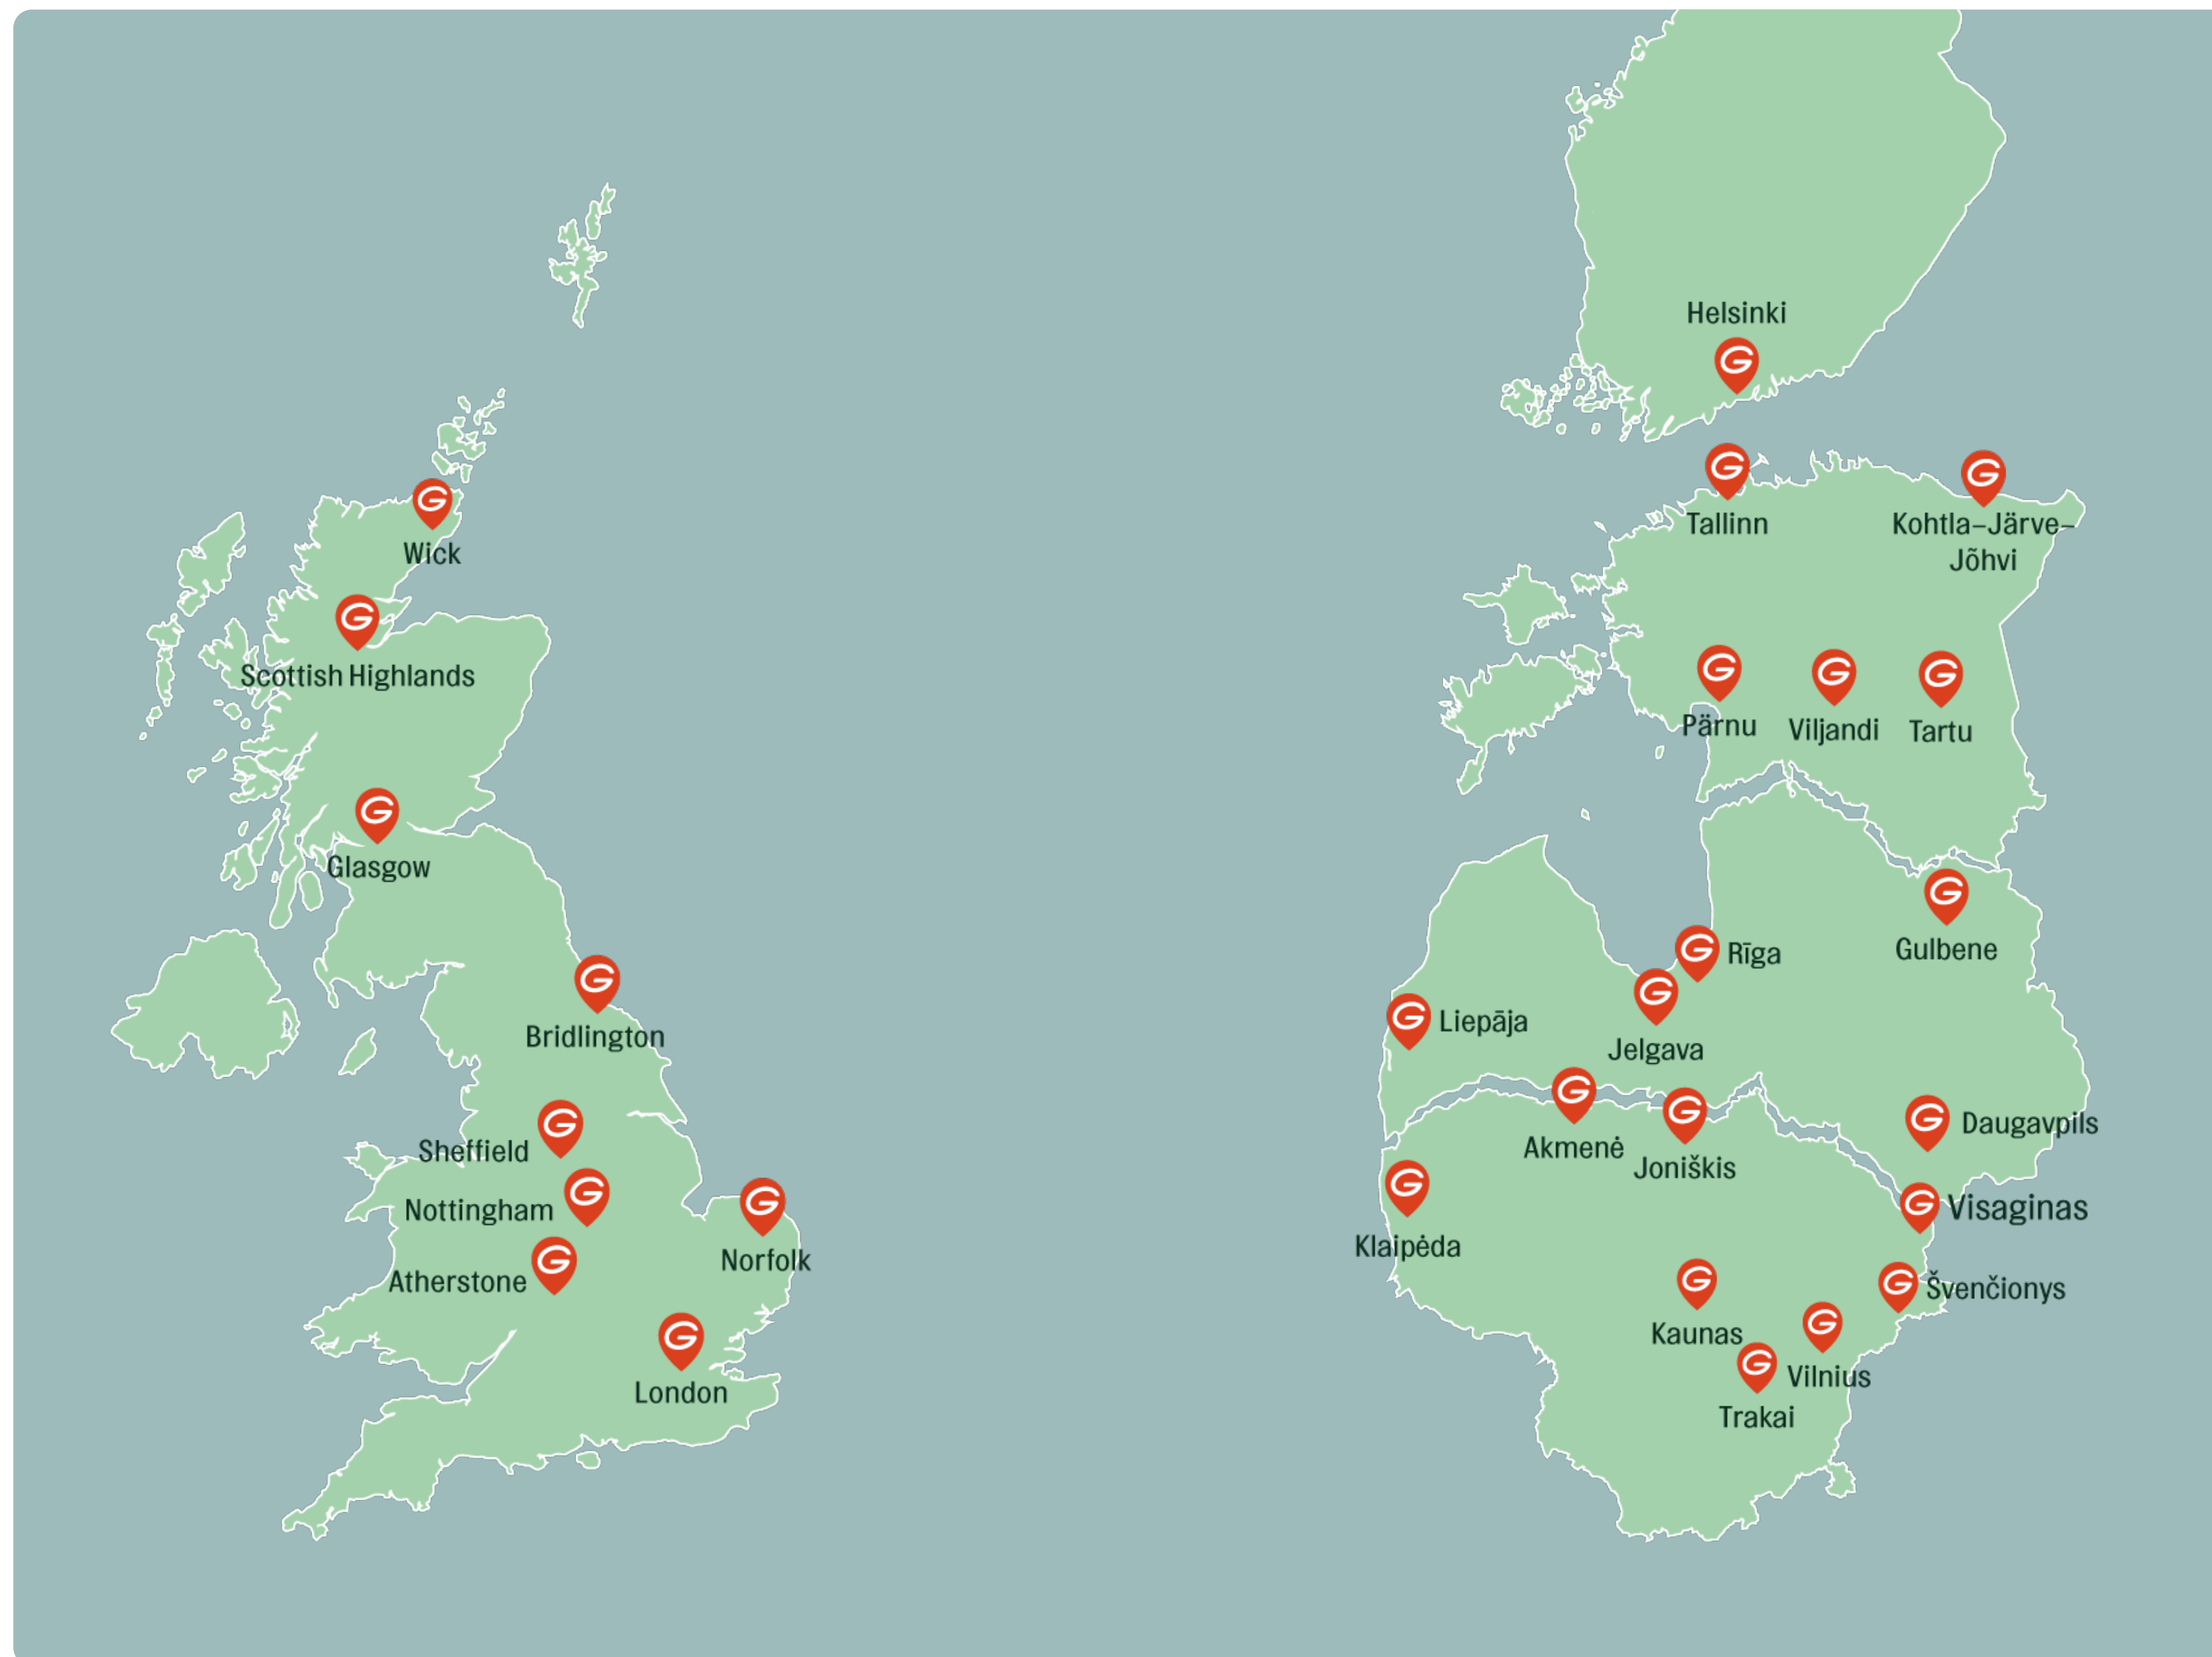 Helsinki
Tallinn
Kohtla–Järve–
Jõhvi
Wick
Scottish Highlands
Pärnu
Viljandi
Tartu
Glasgow
Gulbene
Rīga
Liepāja
Bridlington
Jelgava
Daugavpils
Akmenė
Sheffield
Joniškis
Nottingham
Visaginas
Klaipėda
Norfolk
Atherstone
Švenčionys
Kaunas
Vilnius
London
Trakai